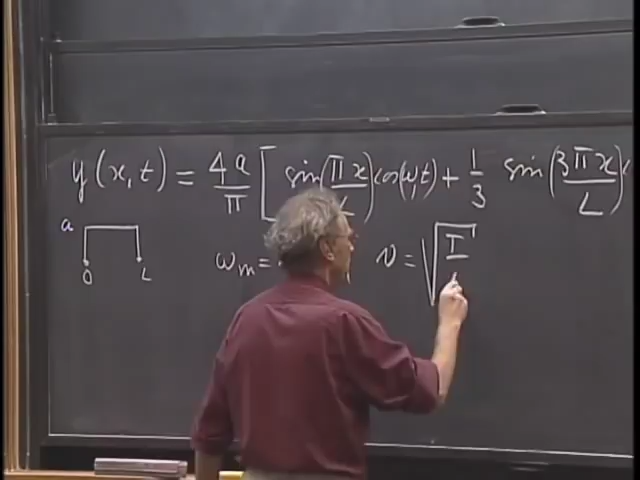 y(x,t) = 4a/π [ sin(πx/L) cos(ω₁t) + 1/3 sin(3πx/L)
a
0 L
ωₘ = v = √T/